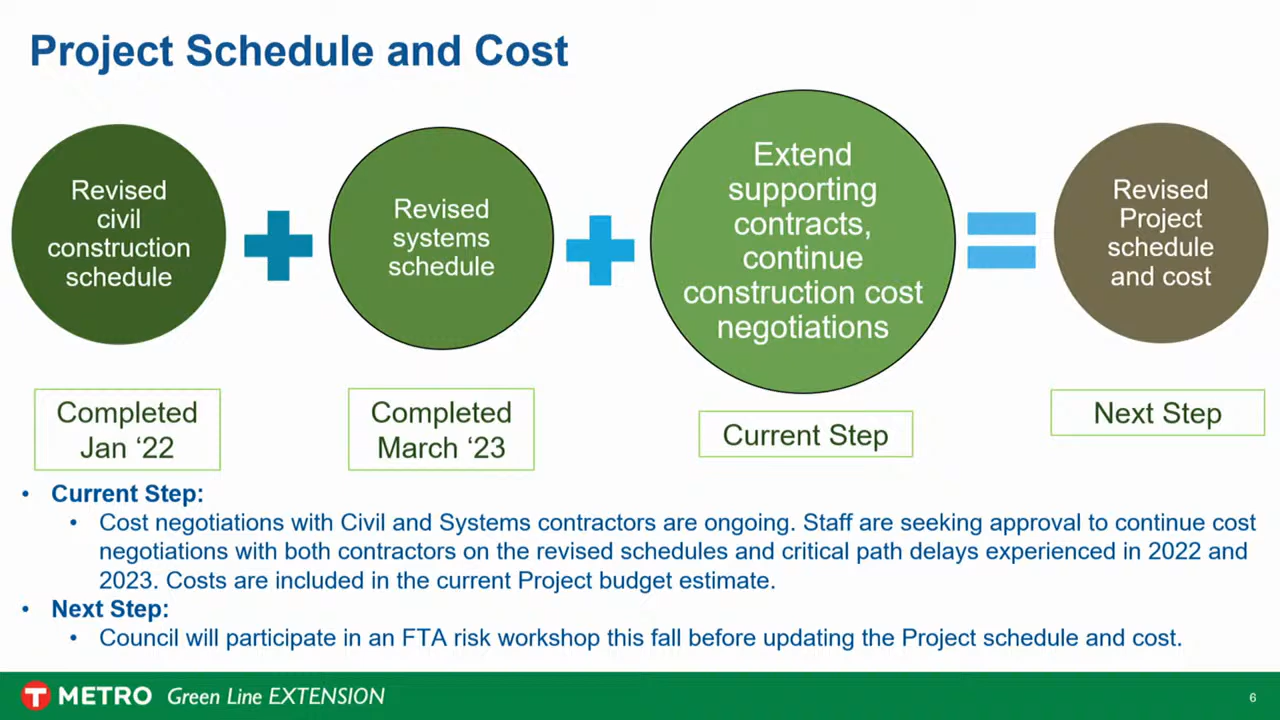 Project Schedule and Cost
Revised
civil
construction
schedule
Revised
systems
schedule
Extend
supporting
contracts,
continue
construction cost
negotiations
Revised
Project
schedule
and cost
Completed
Jan ‘22
Completed
March ‘23
Current Step
Next Step
• Current Step:
• Cost negotiations with Civil and Systems contractors are ongoing. Staff are seeking approval to continue cost
negotiations with both contractors on the revised schedules and critical path delays experienced in 2022 and
2023. Costs are included in the current Project budget estimate.
• Next Step:
• Council will participate in an FTA risk workshop this fall before updating the Project schedule and cost.
T METRO Green Line EXTENSION
6